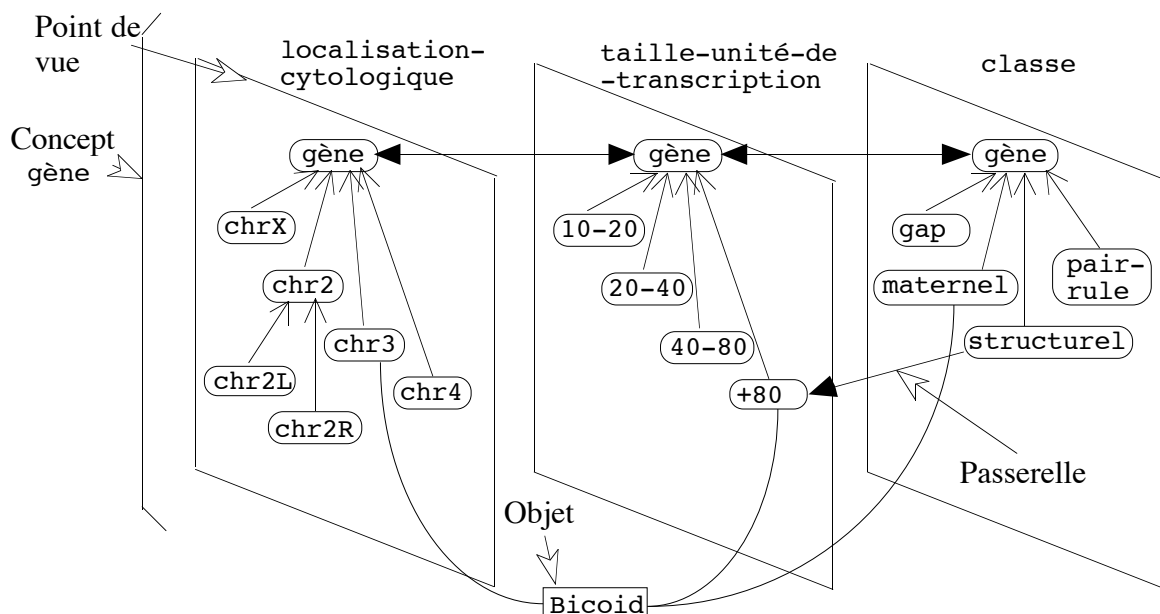 Point de
vue
localisation-
cytologique
taille-unité-de
-transcription
classe
Concept
gène
gène
gène
gène
chrX
10-20
gap
chr2
20-40
maternel
pair-
rule
chr3
40-80
structurel
chr2L
chr4
+80
chr2R
Passerelle
Objet
Bicoid